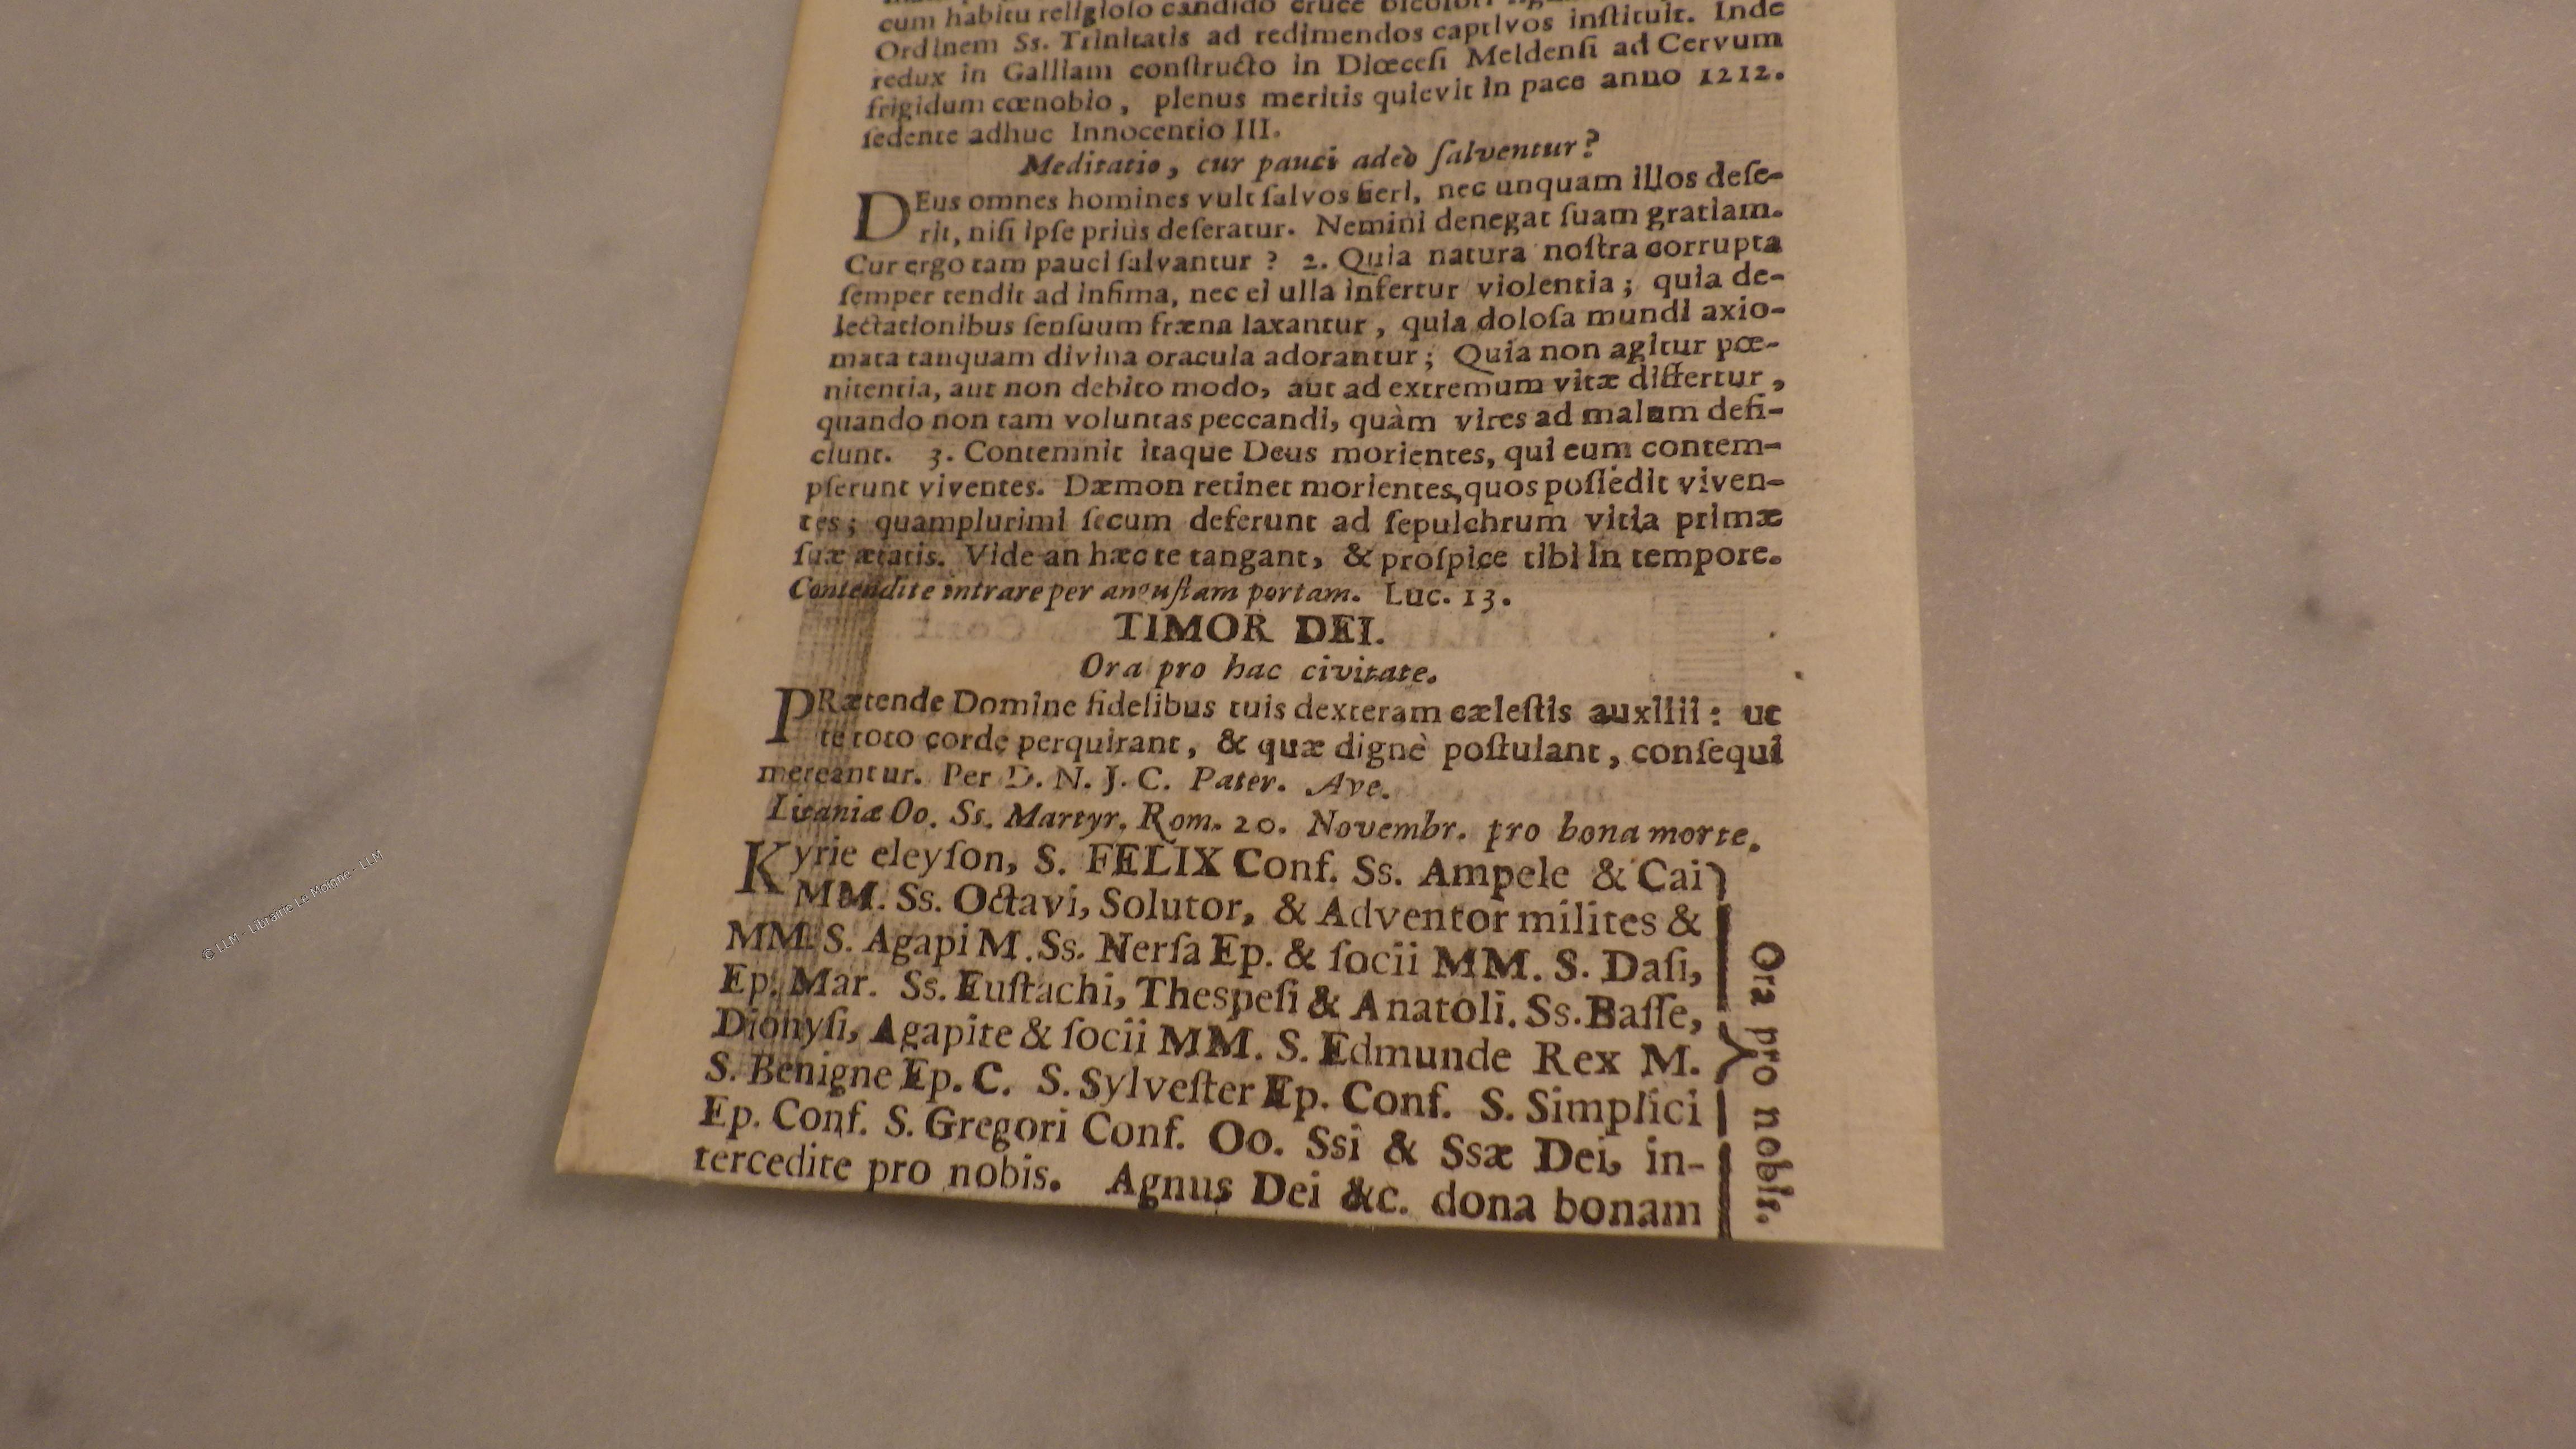 cum habitu religioso candido cruce bicolori
Ordinem Ss. Trinitatis ad redimendos captivos inſtituit. Inde
redux in Galliam conſtructo in Diœceſi Meldenſi ad Cervum
frigidum cœnobio, plenus meritis quievit in pace anno 1212.
ſedente adhuc Innocentio III.
Meditatio, cur pauci adeò ſalventur?
DEus omnes homines vult ſalvos fieri, nec unquam illos deſe-
rit, niſi ipſe priùs deſeratur. Nemini denegat ſuam gratiam.
Cur ergo tam pauci ſalvantur ? 2. Quia natura noſtra corrupta
ſemper tendit ad infima, nec ei ulla infertur violentia; quia de-
lectationibus ſenſuum fræna laxantur, quia doloſa mundi axio-
mata tanquam divina oracula adorantur; Quia non agitur pœ-
nitentia, aut non debito modo, aut ad extremum vitæ differtur,
quando non tam voluntas peccandi, quàm vires ad malum defi-
ciunt. 3. Contemnit itaque Deus morientes, qui eum contem-
pſerunt viventes. Dæmon retinet morientes, quos poſſedit viven-
tes; quamplurimi ſecum deferunt ad ſepulchrum vitia primæ
ſuæ ætatis. Vide an hæc te tangant, & proſpice tibi in tempore.
Contendite intrare per anguſtam portam. Luc. 13.
TIMOR DEI.
Ora pro hac civitate.
PRætende Domine fidelibus tuis dexteram cæleſtis auxilii: ut
te toto corde perquirant, & quæ dignè poſtulant, conſequi
mereantur. Per D. N. J. C. Pater. Ave.
Litaniæ Oo. Ss. Martyr. Rom. 20. Novembr. pro bona morte.
Kyrie eleyſon, S. FELIX Conf. Ss. Ampele & Cai
MM. Ss. Octavi, Solutor, & Adventor milites &
MM. S. Agapi M. Ss. Nerſa Ep. & ſocii MM. S. Daſi,
Ep. Mar. Ss. Euſtachi, Theſpeſi & Anatoli. Ss. Baſſe,
Dionyſi, Agapite & ſocii MM. S. Edmunde Rex M.
S. Benigne Ep. C. S. Sylveſter Ep. Conf. S. Simplici
Ep. Conf. S. Gregori Conf. Oo. Ssi & Ssæ Dei, in-
tercedite pro nobis. Agnus Dei &c. dona bonam
Ora pro nobis.
© LLM - Librairie Le Moigne - LLM